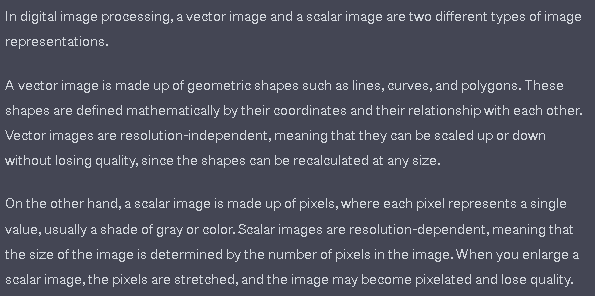 In digital image processing, a vector image and a scalar image are two different types of image
representations.
A vector image is made up of geometric shapes such as lines, curves, and polygons. These
shapes are defined mathematically by their coordinates and their relationship with each other.
Vector images are resolution-independent, meaning that they can be scaled up or down
without losing quality, since the shapes can be recalculated at any size.
On the other hand, a scalar image is made up of pixels, where each pixel represents a single
value, usually a shade of gray or color. Scalar images are resolution-dependent, meaning that
the size of the image is determined by the number of pixels in the image. When you enlarge a
scalar image, the pixels are stretched, and the image may become pixelated and lose quality.